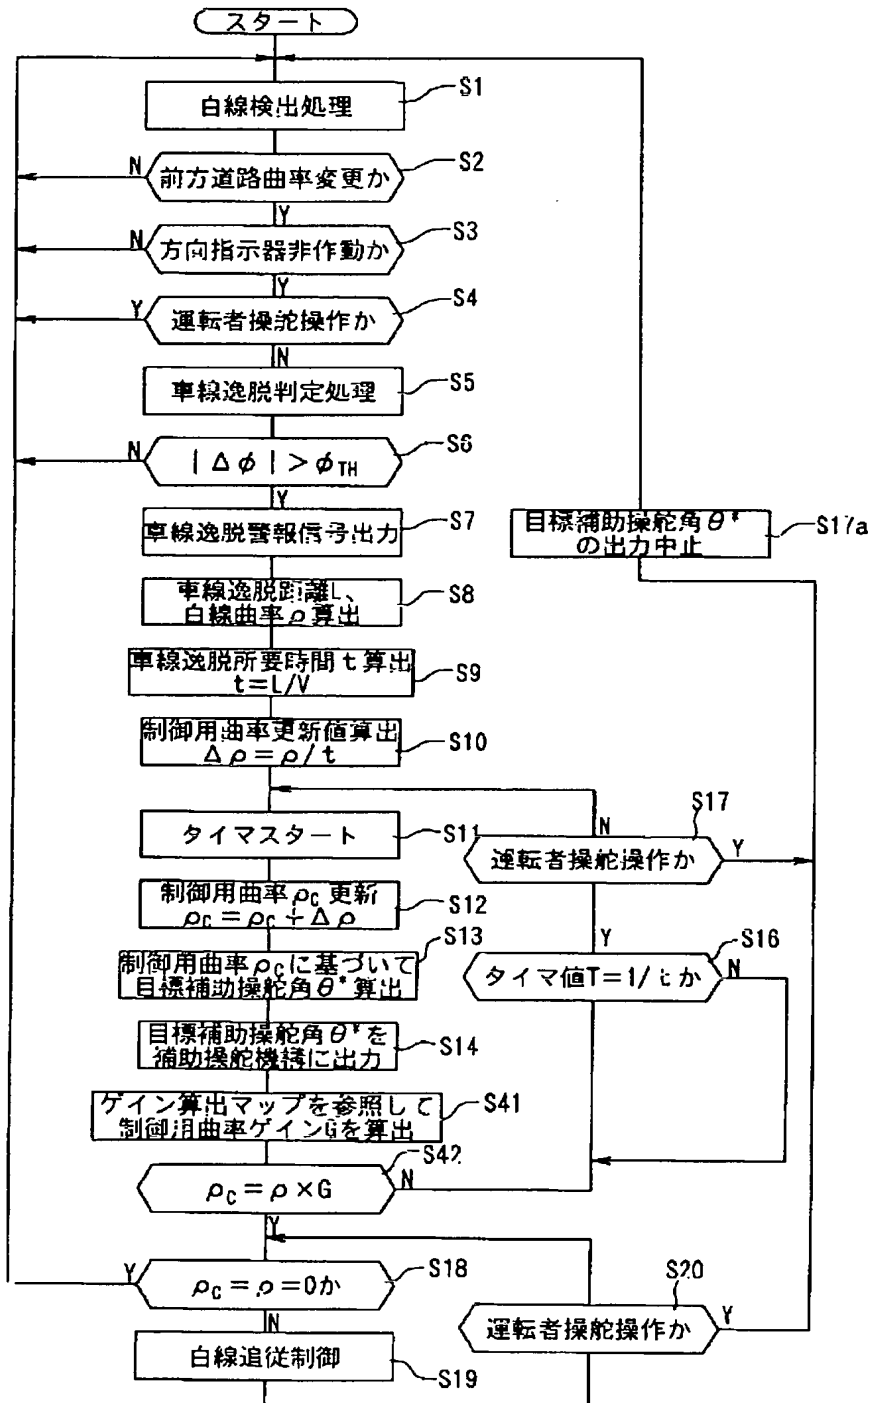 スタート
白線検出処理
S1
前方道路曲率変更か
S2
N
Y
方向指示器非作動か
S3
N
Y
運転者操舵操作か
S4
Y
N
車線逸脱判定処理
S5
|Δφ|>φTH
S6
N
Y
車線逸脱警報信号出力
S7
目標補助操舵角θ*
の出力中止
S17a
車線逸脱距離L、
白線曲率ρ算出
S8
車線逸脱所要時間t算出
t=L/V
S9
制御用曲率更新値算出
Δρ=ρ/t
S10
タイマスタート
S11
運転者操舵操作か
S17
N
Y
制御用曲率ρC更新
ρC=ρC+Δρ
S12
制御用曲率ρCに基づいて
目標補助操舵角θ*算出
S13
タイマ値T=1/tか
S16
Y
N
目標補助操舵角θ*を
補助操舵機構に出力
S14
ゲイン算出マップを参照して
制御用曲率ゲインGを算出
S41
ρC=ρ×G
S42
N
Y
ρC=ρ=0か
S18
Y
N
運転者操舵操作か
S20
Y
白線追従制御
S19